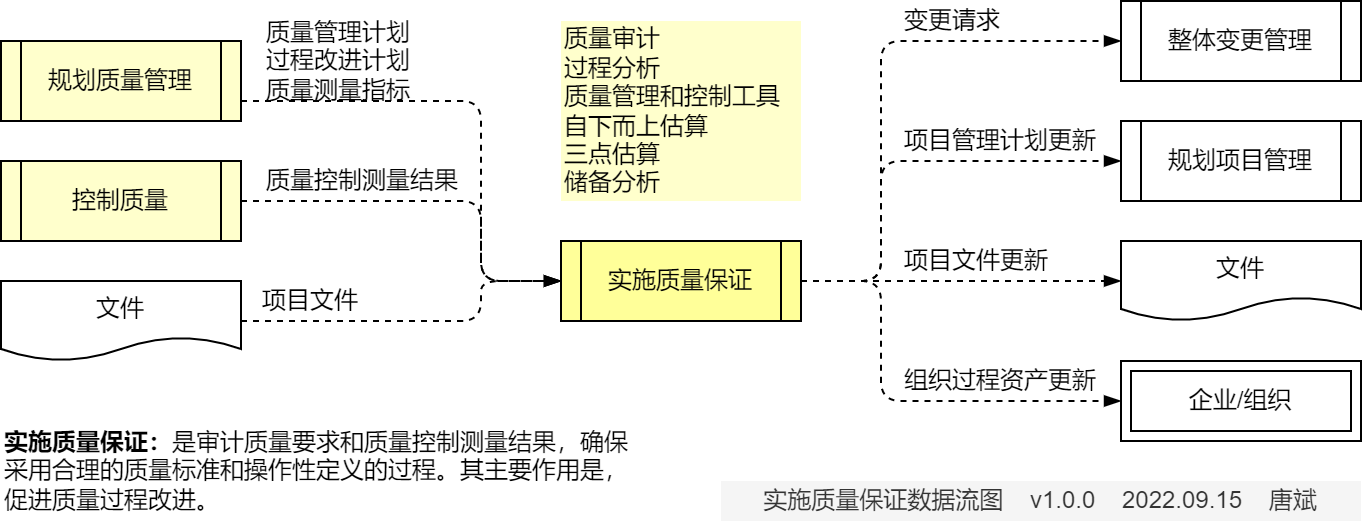 规划质量管理
质量管理计划
过程改进计划
质量测量指标
控制质量
质量控制测量结果
文件
项目文件
质量审计
过程分析
质量管理和控制工具
自下而上估算
三点估算
储备分析
实施质量保证
变更请求
整体变更管理
项目管理计划更新
规划项目管理
项目文件更新
文件
组织过程资产更新
企业/组织
实施质量保证：是审计质量要求和质量控制测量结果，确保
采用合理的质量标准和操作性定义的过程。其主要作用是，
促进质量过程改进。
实施质量保证数据流图 v1.0.0 2022.09.15 唐斌